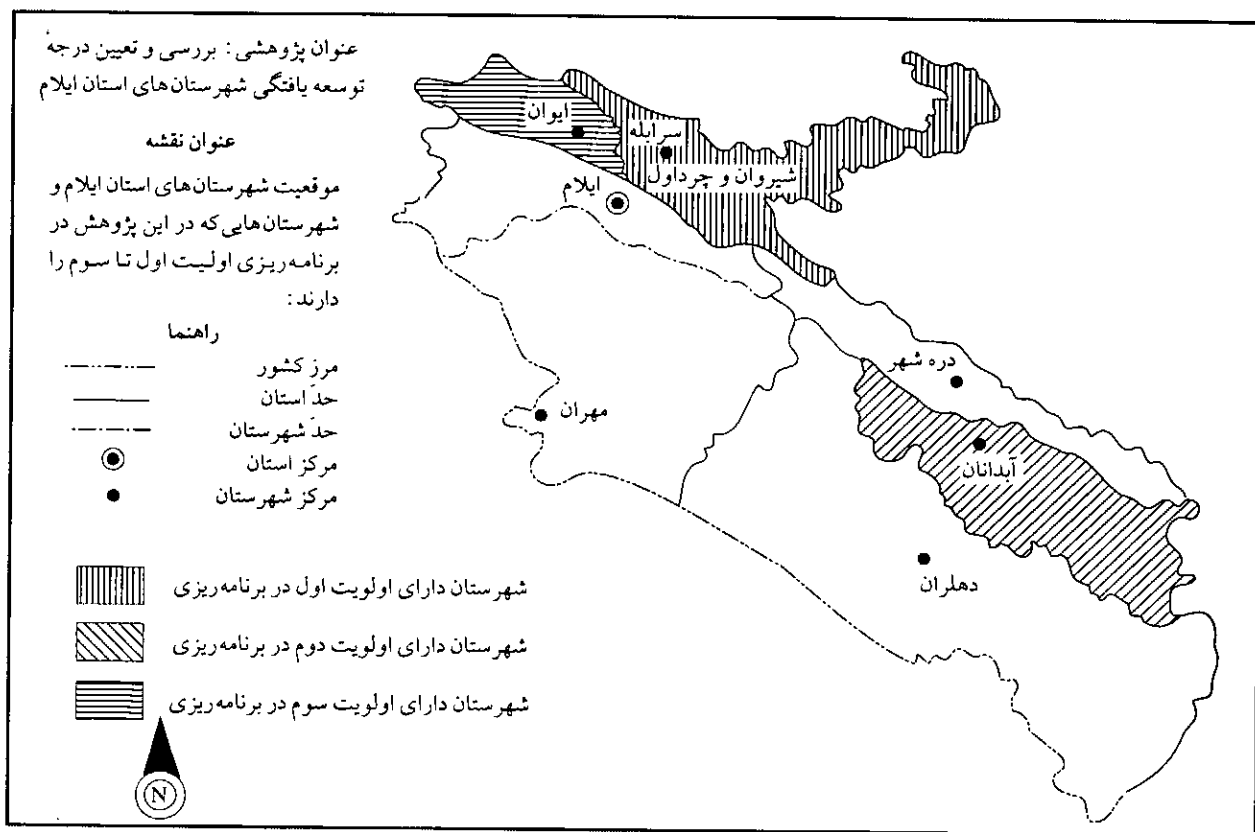 عنوان پژوهشی: بررسی و تعیین درجهٔ
توسعه یافتگی شهرستان‌های استان ایلام
عنوان نقشه
موقعیت شهرستان‌های استان ایلام و
شهرستان‌هایی‌که در این پژوهش در
برنامه‌ریزی اولیت اول تا سوم را
دارند:
راهنما
مرز کشور
حدّ استان
حدّ شهرستان
مرکز استان
مرکز شهرستان
شهرستان دارای اولویت اول در برنامه‌ریزی
شهرستان دارای اولویت دوم در برنامه‌ریزی
شهرستان دارای اولویت سوم در برنامه‌ریزی
N
ایوان
سرابله
شیروان و چرداول
ایلام
دره شهر
مهران
آبدانان
دهلران